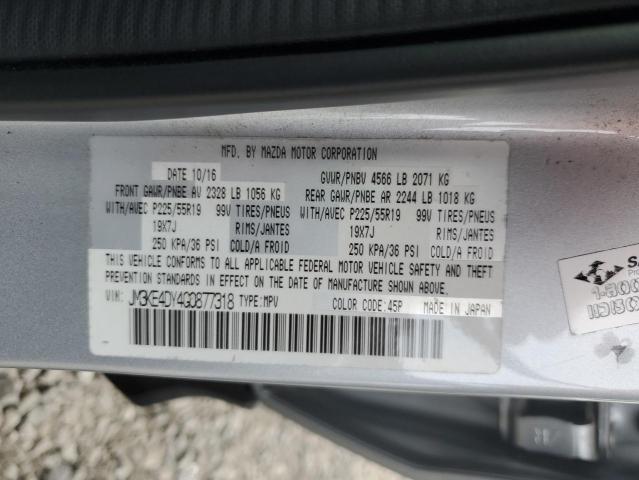 MFD. BY MAZDA MOTOR CORPORATION
DATE 10/16 GVWR/PNBV 4566 LB 2071 KG
FRONT GAWR/PNBE AV 2328 LB 1056 KG REAR GAWR/PNBE AR 2244 LB 1018 KG
WITH/AVEC P225/55R19 99V TIRES/PNEUS WITH/AVEC P225/55R19 99V TIRES/PNEUS
19X7J RIMS/JANTES 19X7J RIMS/JANTES
250 KPA/36 PSI COLD/A FROID 250 KPA/36 PSI COLD/A FROID
THIS VEHICLE CONFORMS TO ALL APPLICABLE FEDERAL MOTOR VEHICLE SAFETY AND THEFT
PREVENTION STANDARDS IN EFFECT ON THE DATE OF MANUFACTURE SHOWN ABOVE.
VIN: JM3KE4DY4G0877318 TYPE:MPV COLOR CODE:45P MADE IN JAPAN